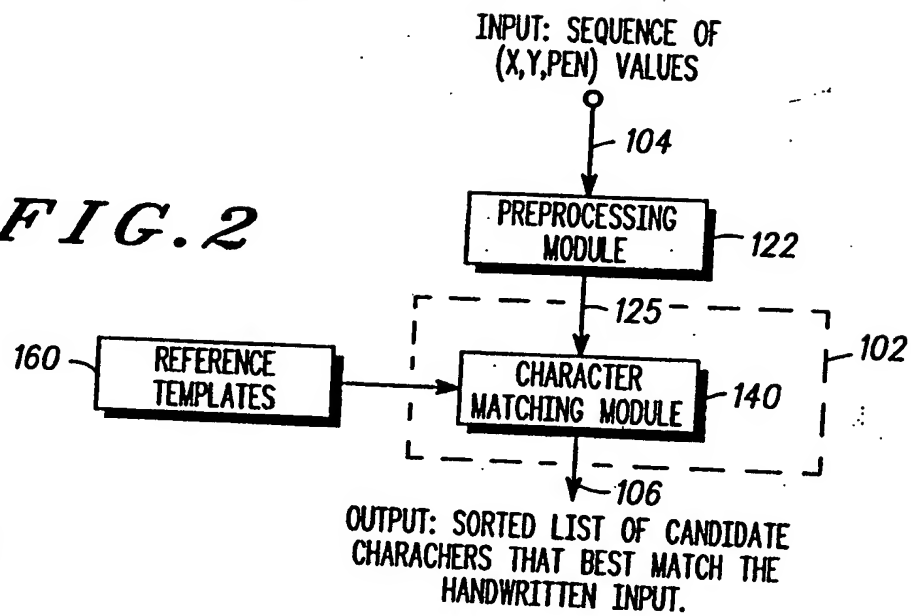 INPUT: SEQUENCE OF
(X,Y,PEN) VALUES
104
FIG.2
PREPROCESSING
MODULE
122
125
102
160
REFERENCE
TEMPLATES
CHARACTER
MATCHING MODULE
140
106
OUTPUT: SORTED LIST OF CANDIDATE
CHARACHERS THAT BEST MATCH THE
HANDWRITTEN INPUT.